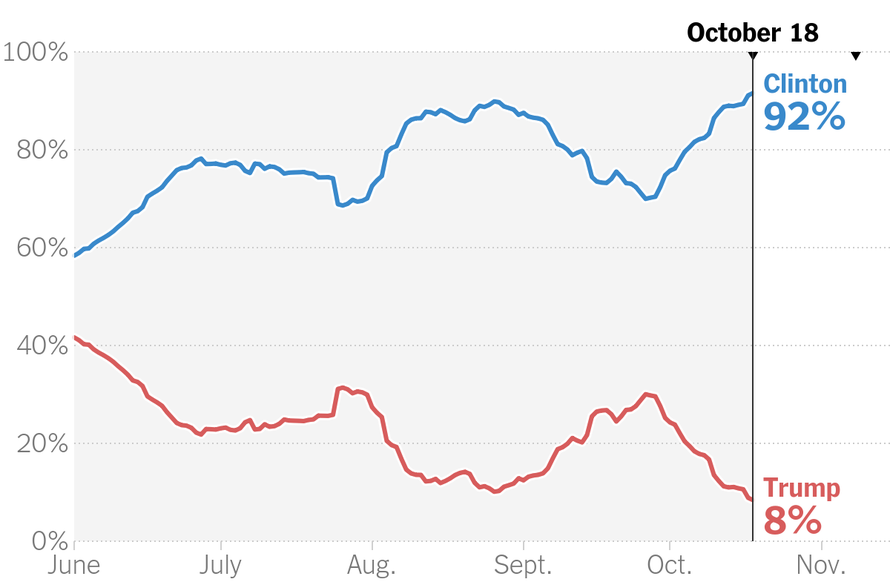 October 18
100%
Clinton
92%
80%
60%
40%
20%
Trump
8%
0%
June July Aug. Sept. Oct. Nov.